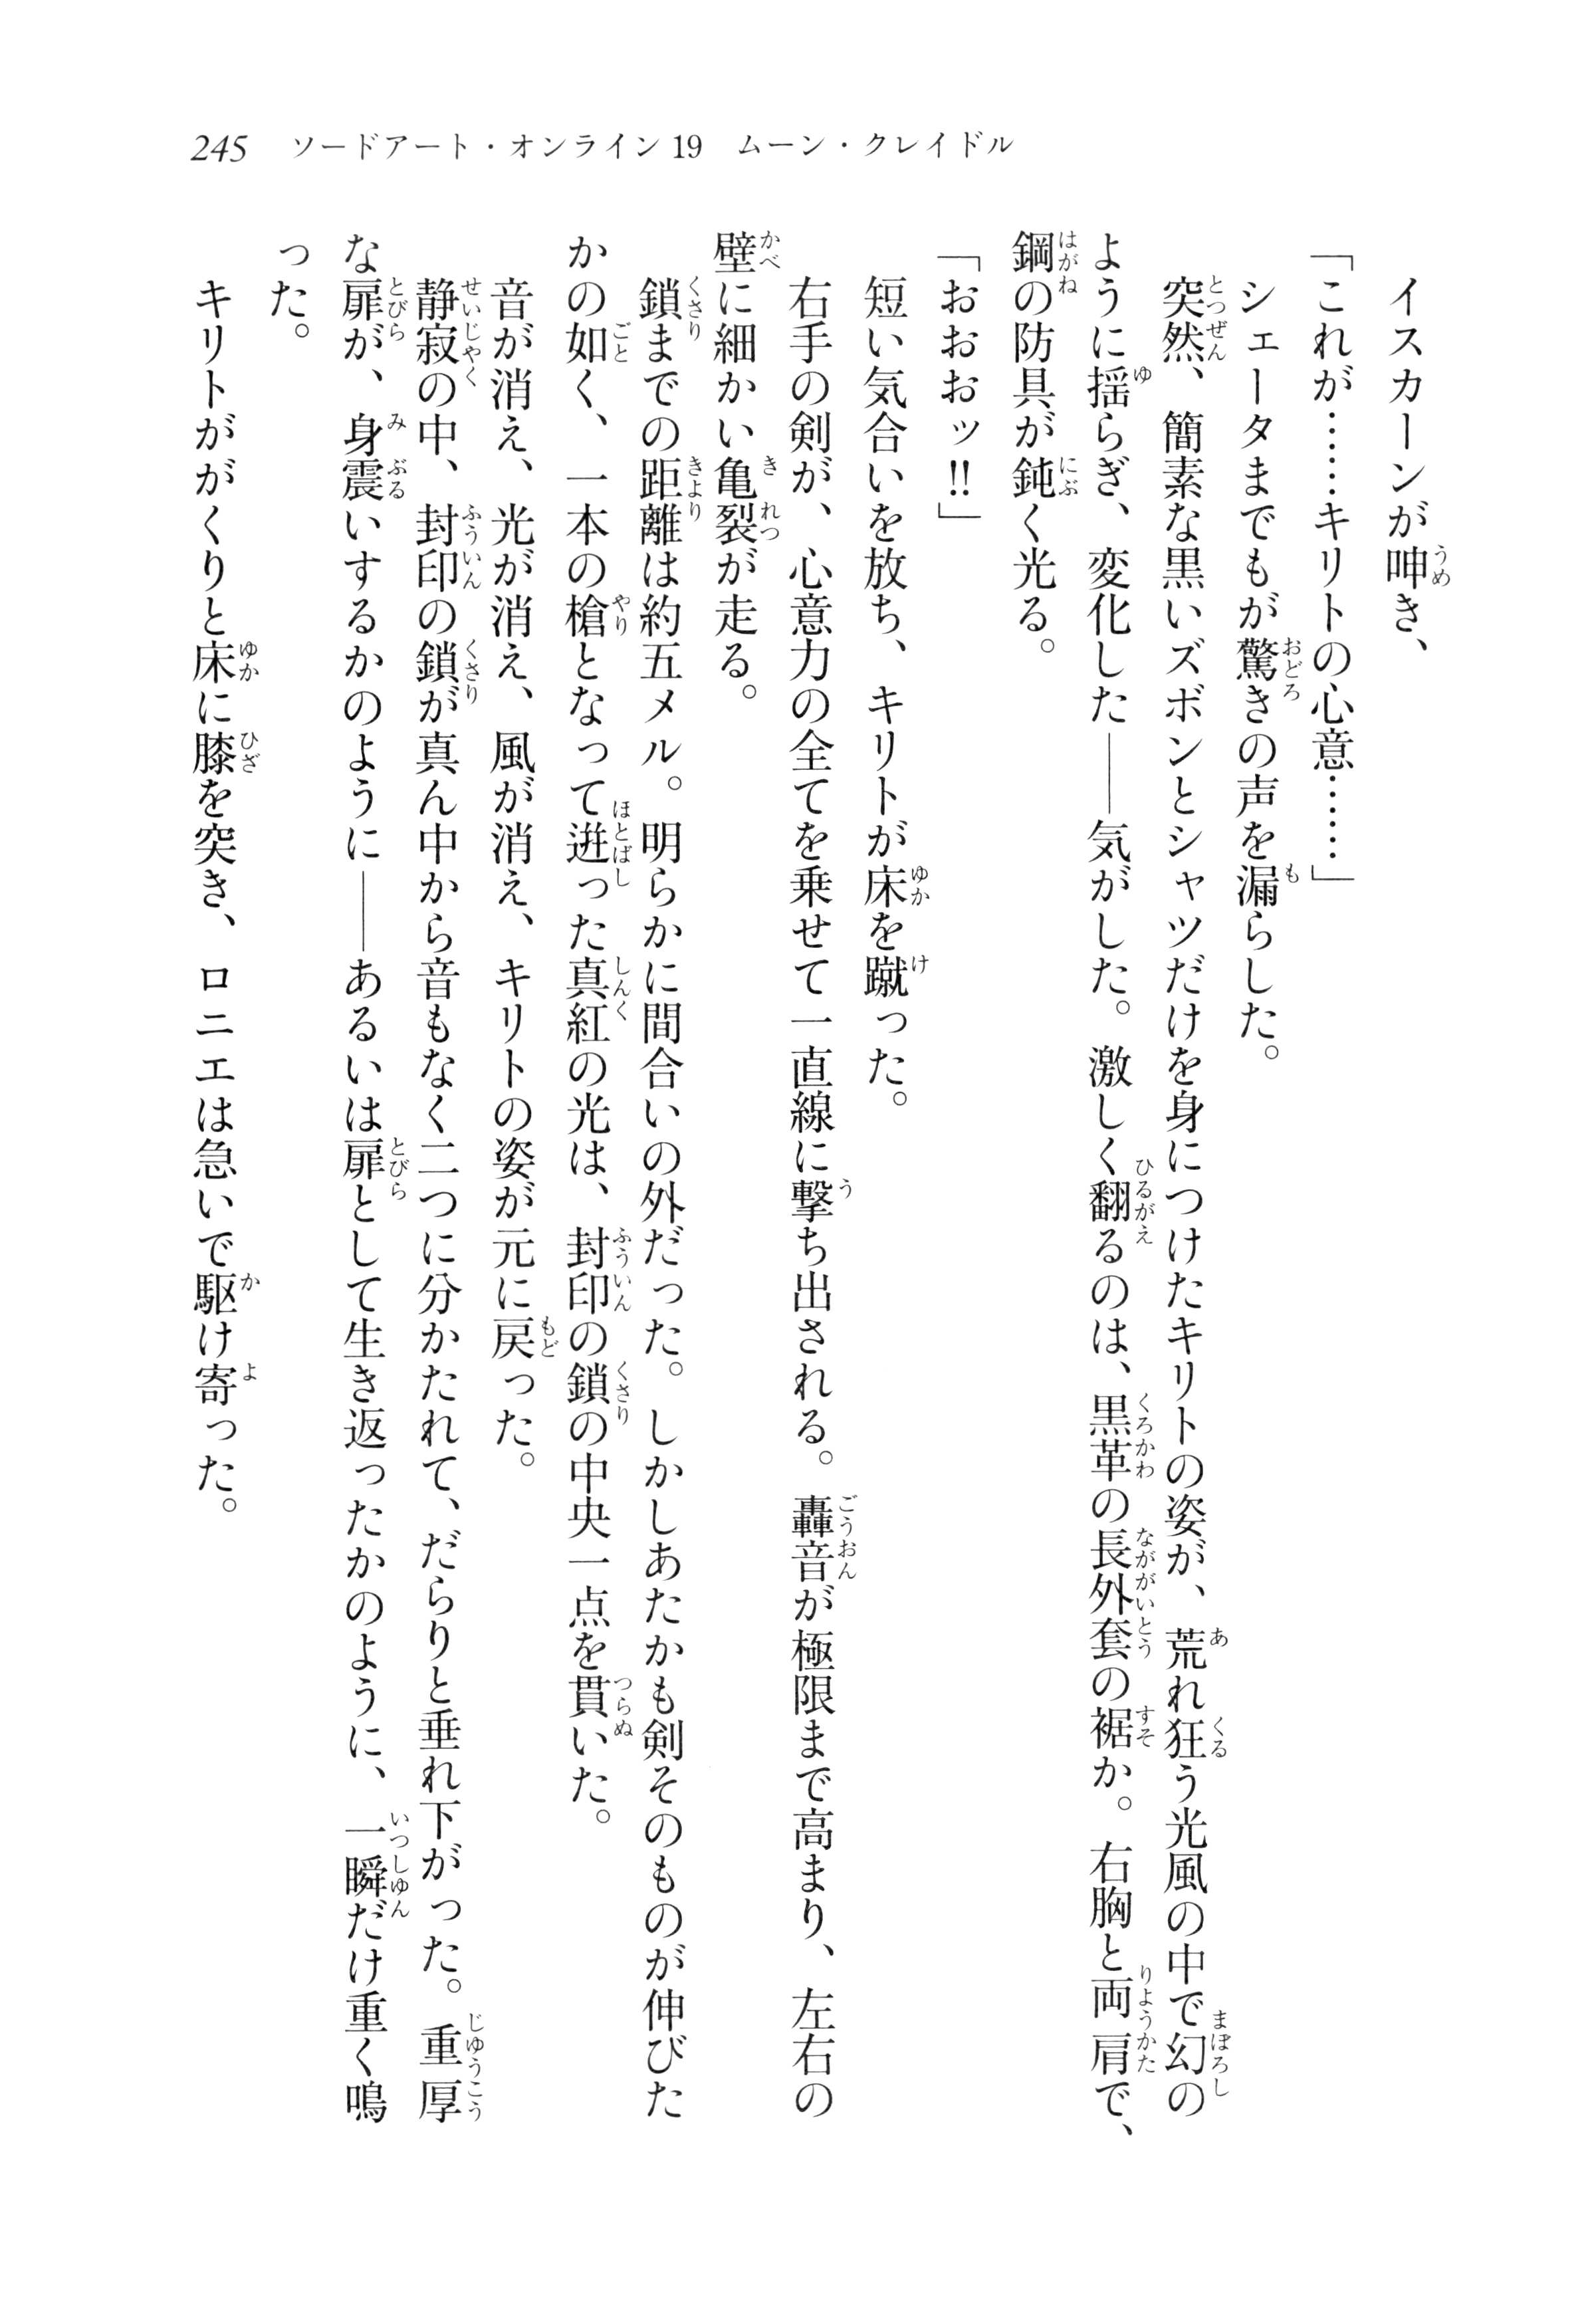 245 ソードアート・オンライン19 ムーン・クレイドル
イスカーンが呻き、
「これが……キリトの心意……」
シェータまでもが驚きの声を漏らした。
突然、簡素な黒いズボンとシャツだけを身につけたキリトの姿が、荒れ狂う光風の中で幻の
ように揺らぎ、変化した――気がした。激しく翻るのは、黒革の長外套の裾か。右胸と両肩で、
鋼の防具が鈍く光る。
「おおおッ!!」
短い気合いを放ち、キリトが床を蹴った。
右手の剣が、心意力の全てを乗せて一直線に撃ち出される。轟音が極限まで高まり、左右の
壁に細かい亀裂が走る。
鎖までの距離は約五メル。明らかに間合いの外だった。しかしあたかも剣そのものが伸びた
かの如く、一本の槍となって迸った真紅の光は、封印の鎖の中央一点を貫いた。
音が消え、光が消え、風が消え、キリトの姿が元に戻った。
静寂の中、封印の鎖が真ん中から音もなく二つに分かたれて、だらりと垂れ下がった。重厚
な扉が、身震いするかのように――あるいは扉として生き返ったかのように、一瞬だけ重く鳴
った。
キリトががくりと床に膝を突き、ロニエは急いで駆け寄った。